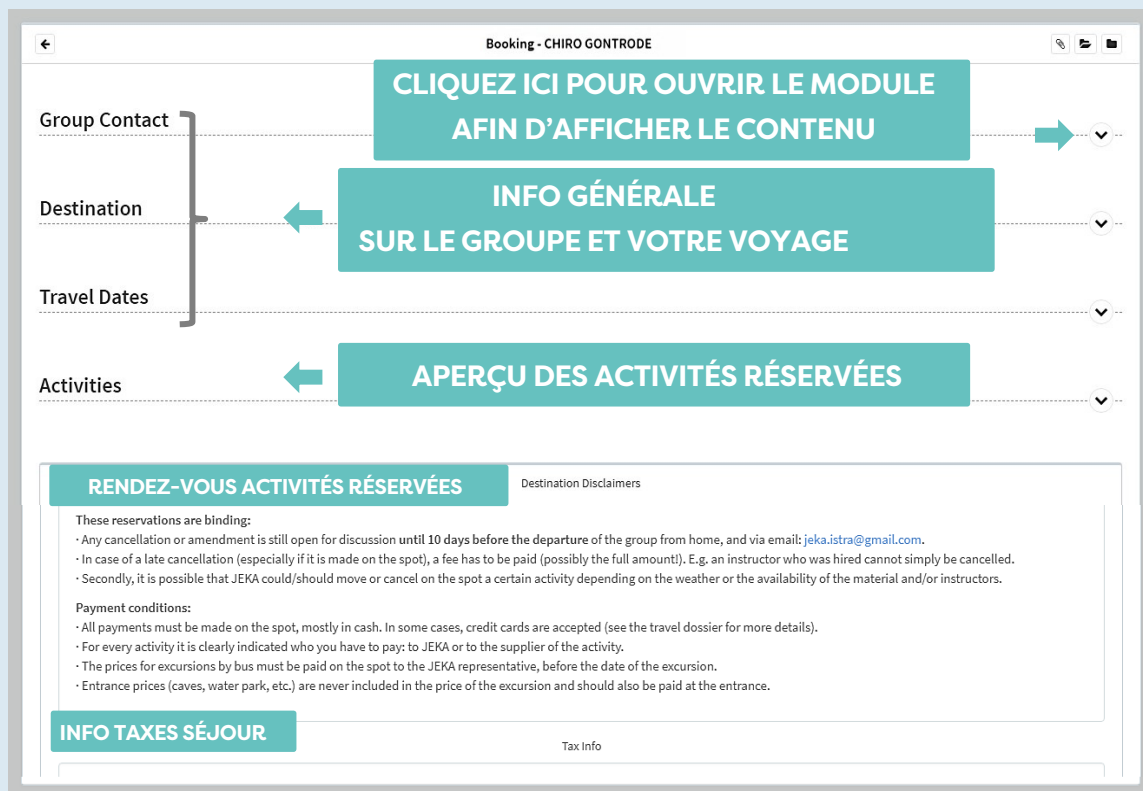 Booking - CHIRO GONTRODE
CLIQUEZ ICI POUR OUVRIR LE MODULE
AFIN D'AFFICHER LE CONTENU
Group Contact
INFO GÉNÉRALE
SUR LE GROUPE ET VOTRE VOYAGE
Destination
Travel Dates
APERÇU DES ACTIVITÉS RÉSERVÉES
Activities
RENDEZ-VOUS ACTIVITÉS RÉSERVÉES
Destination Disclaimers
These reservations are binding:
· Any cancellation or amendment is still open for discussion until 10 days before the departure of the group from home, and via email: jeka.istra@gmail.com.
· In case of a late cancellation (especially if it is made on the spot), a fee has to be paid (possibly the full amount!). E.g. an instructor who was hired cannot simply be cancelled.
· Secondly, it is possible that JEKA could/should move or cancel on the spot a certain activity depending on the weather or the availability of the material and/or instructors.
Payment conditions:
· All payments must be made on the spot, mostly in cash. In some cases, credit cards are accepted (see the travel dossier for more details).
· For every activity it is clearly indicated who you have to pay: to JEKA or to the supplier of the activity.
· The prices for excursions by bus must be paid on the spot to the JEKA representative, before the date of the excursion.
· Entrance prices (caves, water park, etc.) are never included in the price of the excursion and should also be paid at the entrance.
INFO TAXES SÉJOUR
Tax Info